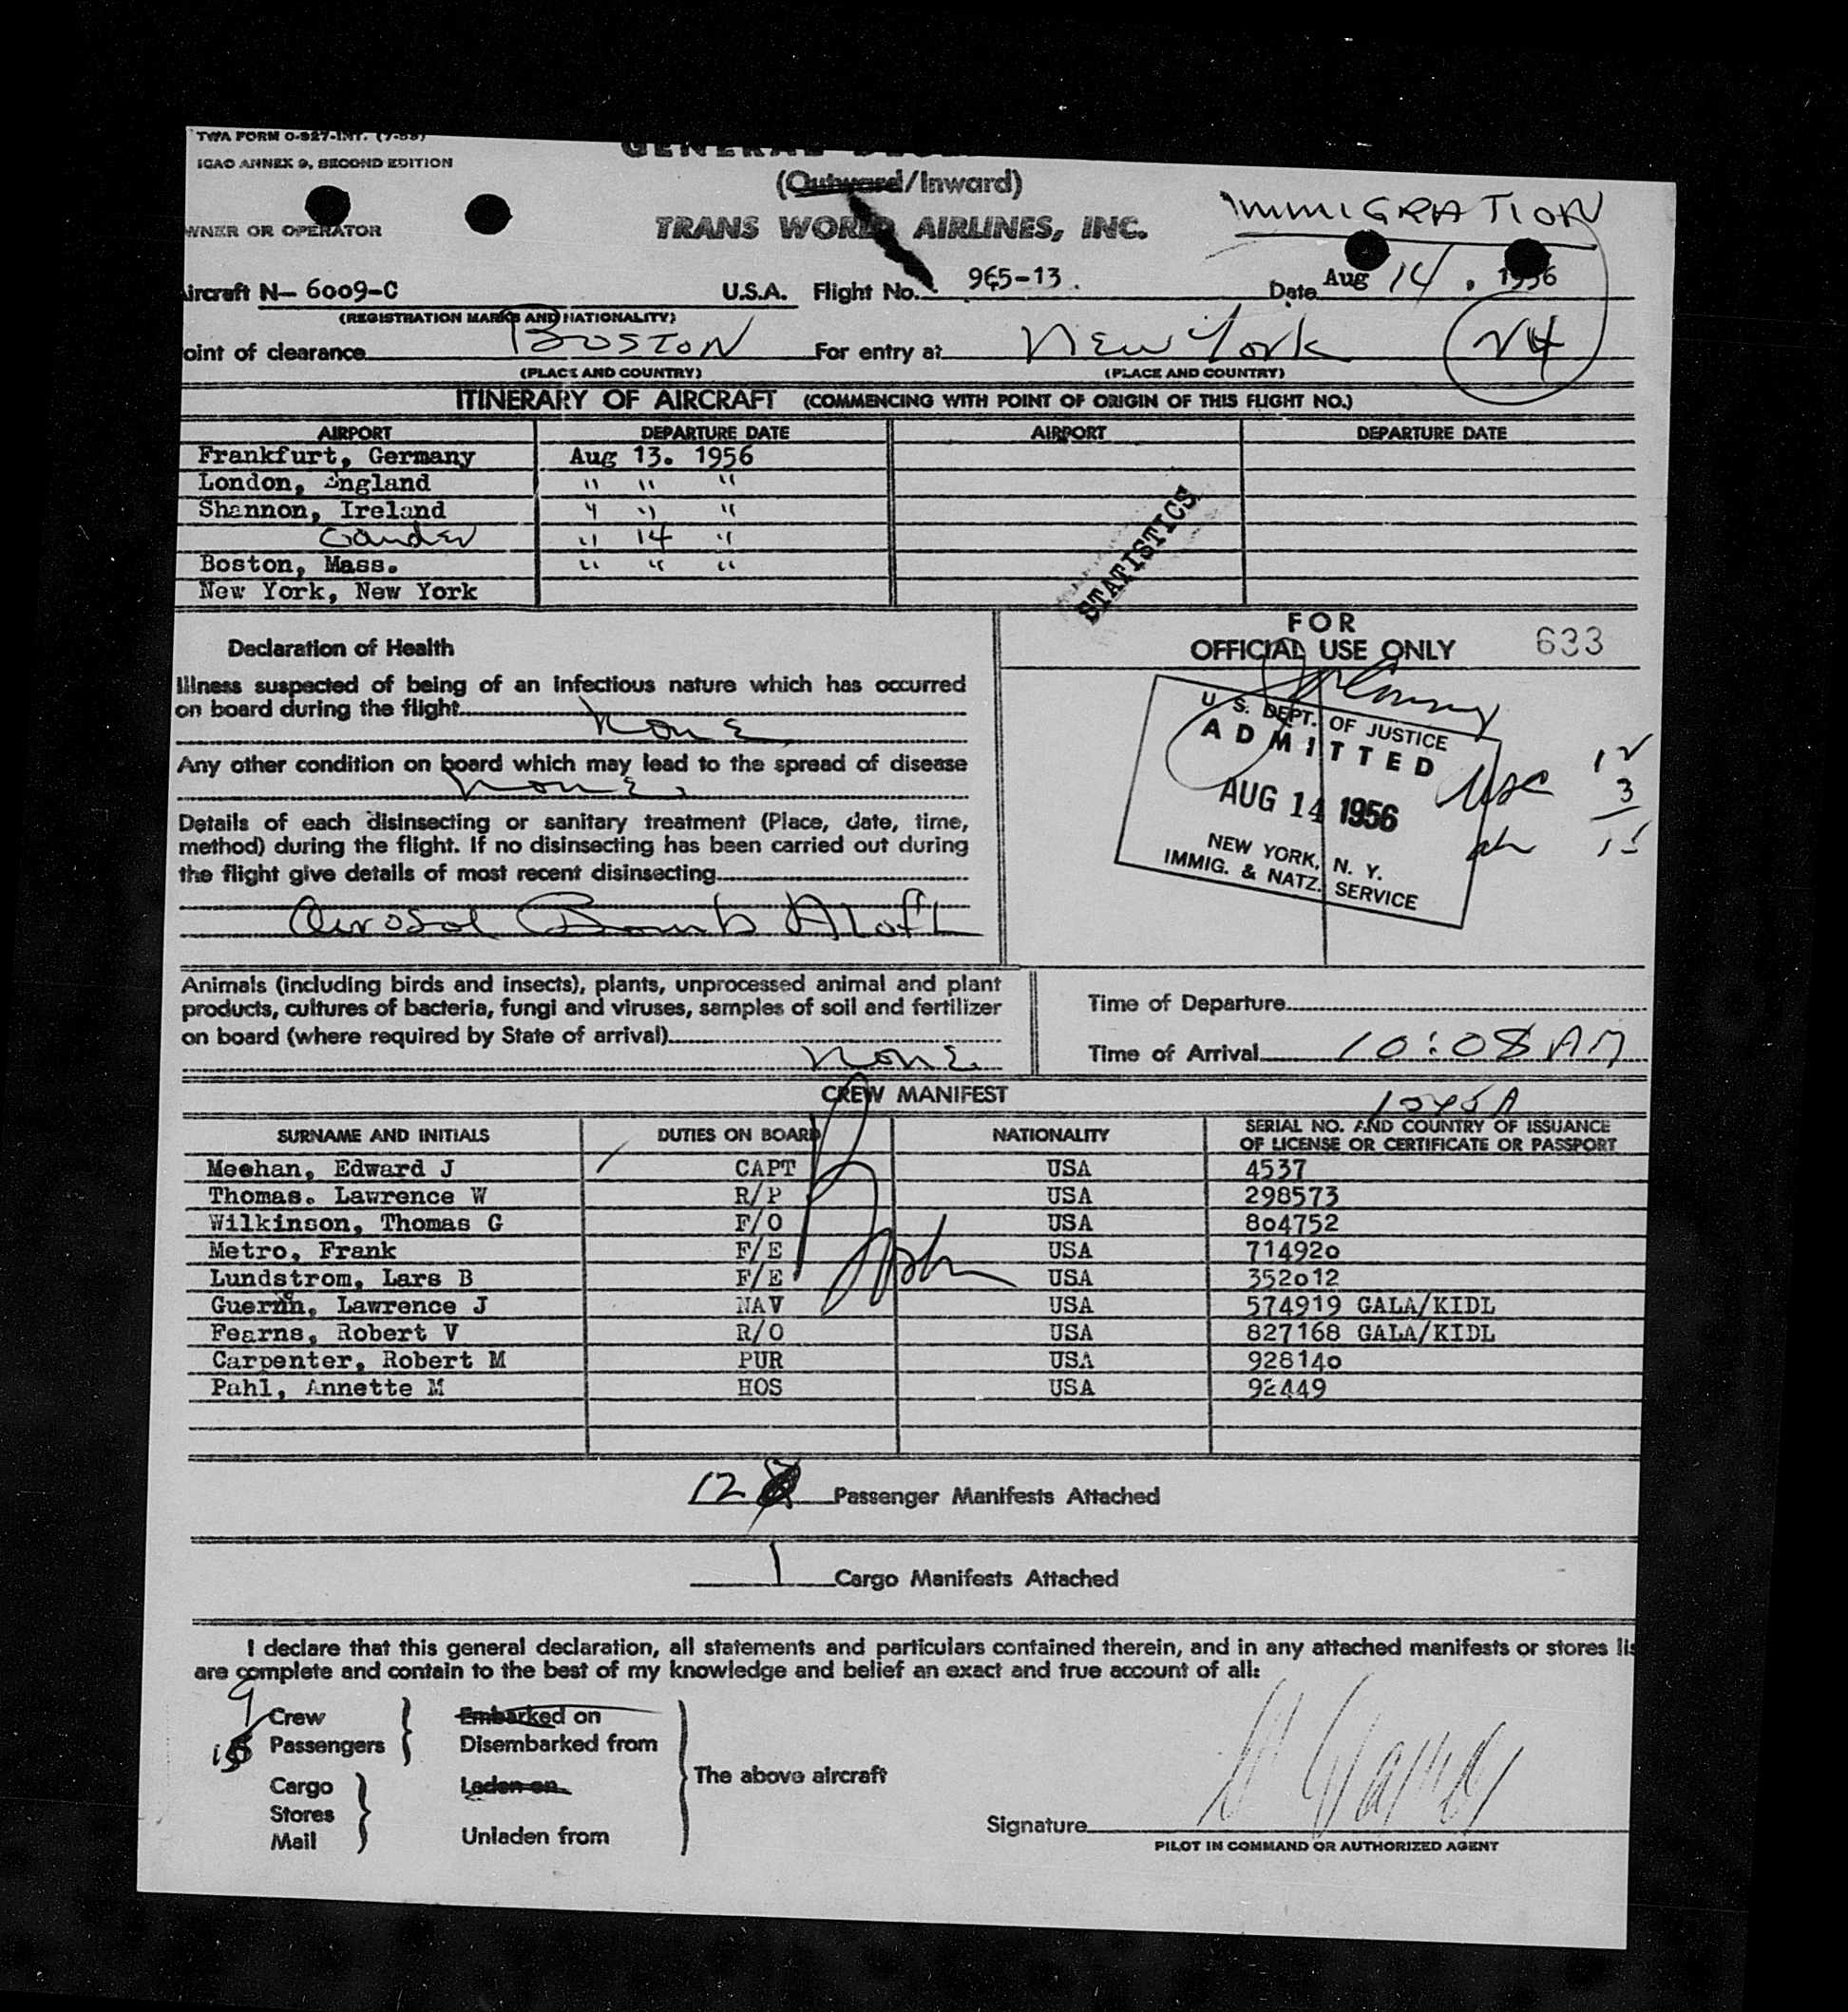 TWA FORM O-927-INT. (7-55)
ICAO ANNEX 9, SECOND EDITION
GENERAL
(Outward/Inward)
TRANS WORLD AIRLINES, INC.
IMMIGRATION
WNER OR OPERATOR
ircraft N- 6009-C U.S.A. Flight No. 965-13. Date Aug 14, 1956
(REGISTRATION MARKS AND NATIONALITY)
oint of clearance BOSTON For entry at New York
(PLACE AND COUNTRY) (PLACE AND COUNTRY)
ITINERARY OF AIRCRAFT (COMMENCING WITH POINT OF ORIGIN OF THIS FLIGHT NO.)
AIRPORT DEPARTURE DATE AIRPORT DEPARTURE DATE
Frankfurt, Germany Aug 13. 1956
London, England " " "
Shannon, Ireland " " "
Gander " 14 "
Boston, Mass. " " "
New York, New York
STATISTICS
Declaration of Health
FOR
OFFICIAL USE ONLY 633
Illness suspected of being of an infectious nature which has occurred
on board during the flight
None
Any other condition on board which may lead to the spread of disease
None
Details of each disinsecting or sanitary treatment (Place, date, time,
method) during the flight. If no disinsecting has been carried out during
the flight give details of most recent disinsecting
Aerosol Bomb Aloft
U. S. DEPT. OF JUSTICE
ADMITTED
AUG 14 1956
NEW YORK, N. Y.
IMMIG. & NATZ. SERVICE
USC 12
3
15
Animals (including birds and insects), plants, unprocessed animal and plant
products, cultures of bacteria, fungi and viruses, samples of soil and fertilizer
on board (where required by State of arrival)
None
Time of Departure
Time of Arrival 10:08 AM
1045A
CREW MANIFEST
SURNAME AND INITIALS DUTIES ON BOARD NATIONALITY SERIAL NO. AND COUNTRY OF ISSUANCE
OF LICENSE OR CERTIFICATE OR PASSPORT
Meehan, Edward J CAPT USA 4537
Thomas. Lawrence W R/P USA 298573
Wilkinson, Thomas G F/O USA 804752
Metro, Frank F/E USA 714920
Lundstrom, Lars B F/E USA 352012
Guerin, Lawrence J NAV USA 574919 GALA/KIDL
Fearns, Robert V R/O USA 827168 GALA/KIDL
Carpenter, Robert M PUR USA 928140
Pahl, Annette M HOS USA 92449
12 Passenger Manifests Attached
1 Cargo Manifests Attached
I declare that this general declaration, all statements and particulars contained therein, and in any attached manifests or stores lis
are complete and contain to the best of my knowledge and belief an exact and true account of all:
9 Crew Embarked on
15 Passengers Disembarked from
The above aircraft
Cargo Laden on
Stores
Mail Unladen from
Signature
PILOT IN COMMAND OR AUTHORIZED AGENT